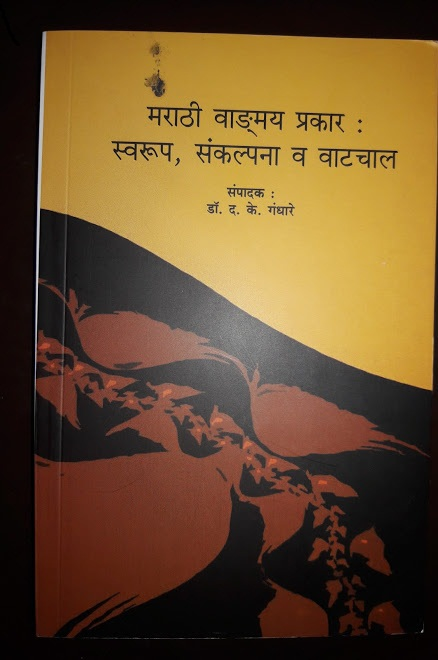 मराठी वाङ्मय प्रकार :
स्वरूप, संकल्पना व वाटचाल
संपादक :
डॉ. द. के. गंधारे